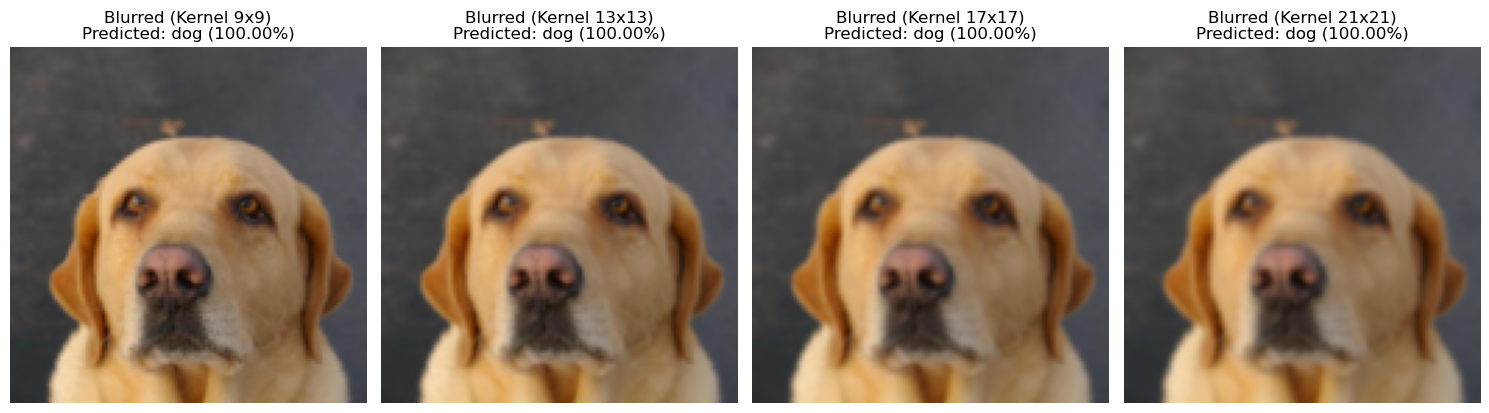 Blurred (Kernel 9x9)
Predicted: dog (100.00%)
Blurred (Kernel 13x13)
Predicted: dog (100.00%)
Blurred (Kernel 17x17)
Predicted: dog (100.00%)
Blurred (Kernel 21x21)
Predicted: dog (100.00%)